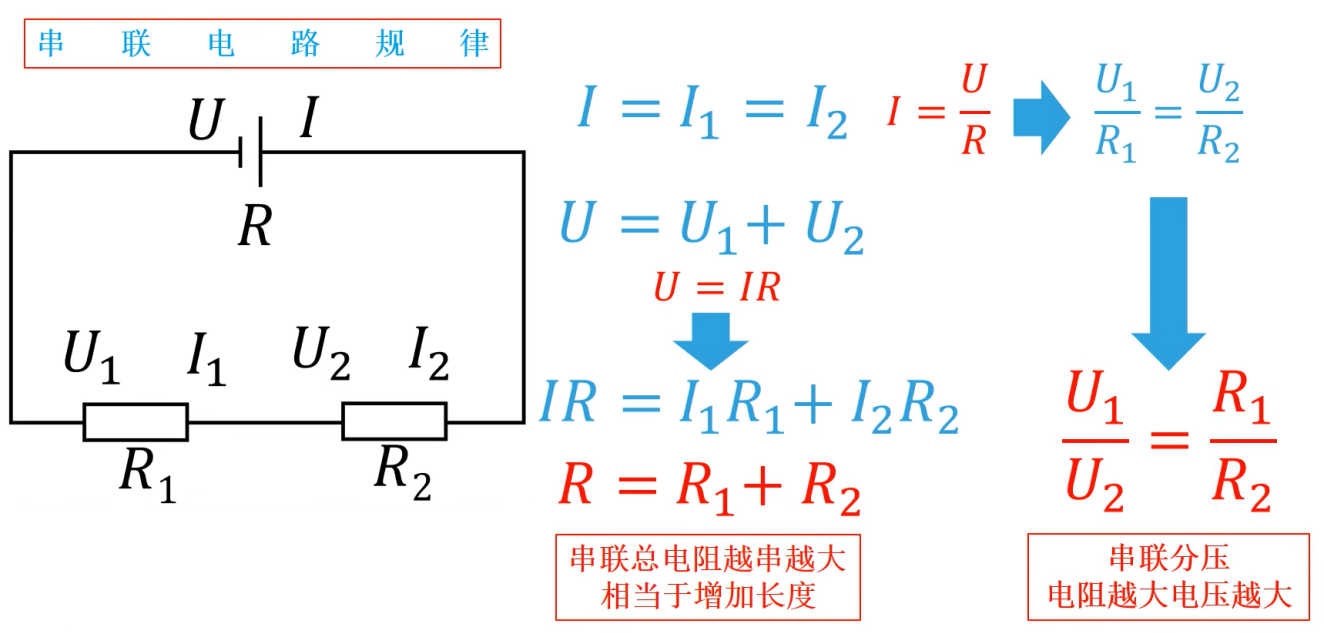 串联电路规律
U I
R
U₁ I₁ U₂ I₂
R₁ R₂
I = I₁ = I₂
I = U/R
U₁/R₁ = U₂/R₂
U = U₁ + U₂
U = IR
IR = I₁R₁ + I₂R₂
R = R₁ + R₂
串联总电阻越串越大
相当于增加长度
U₁/U₂ = R₁/R₂
串联分压
电阻越大电压越大